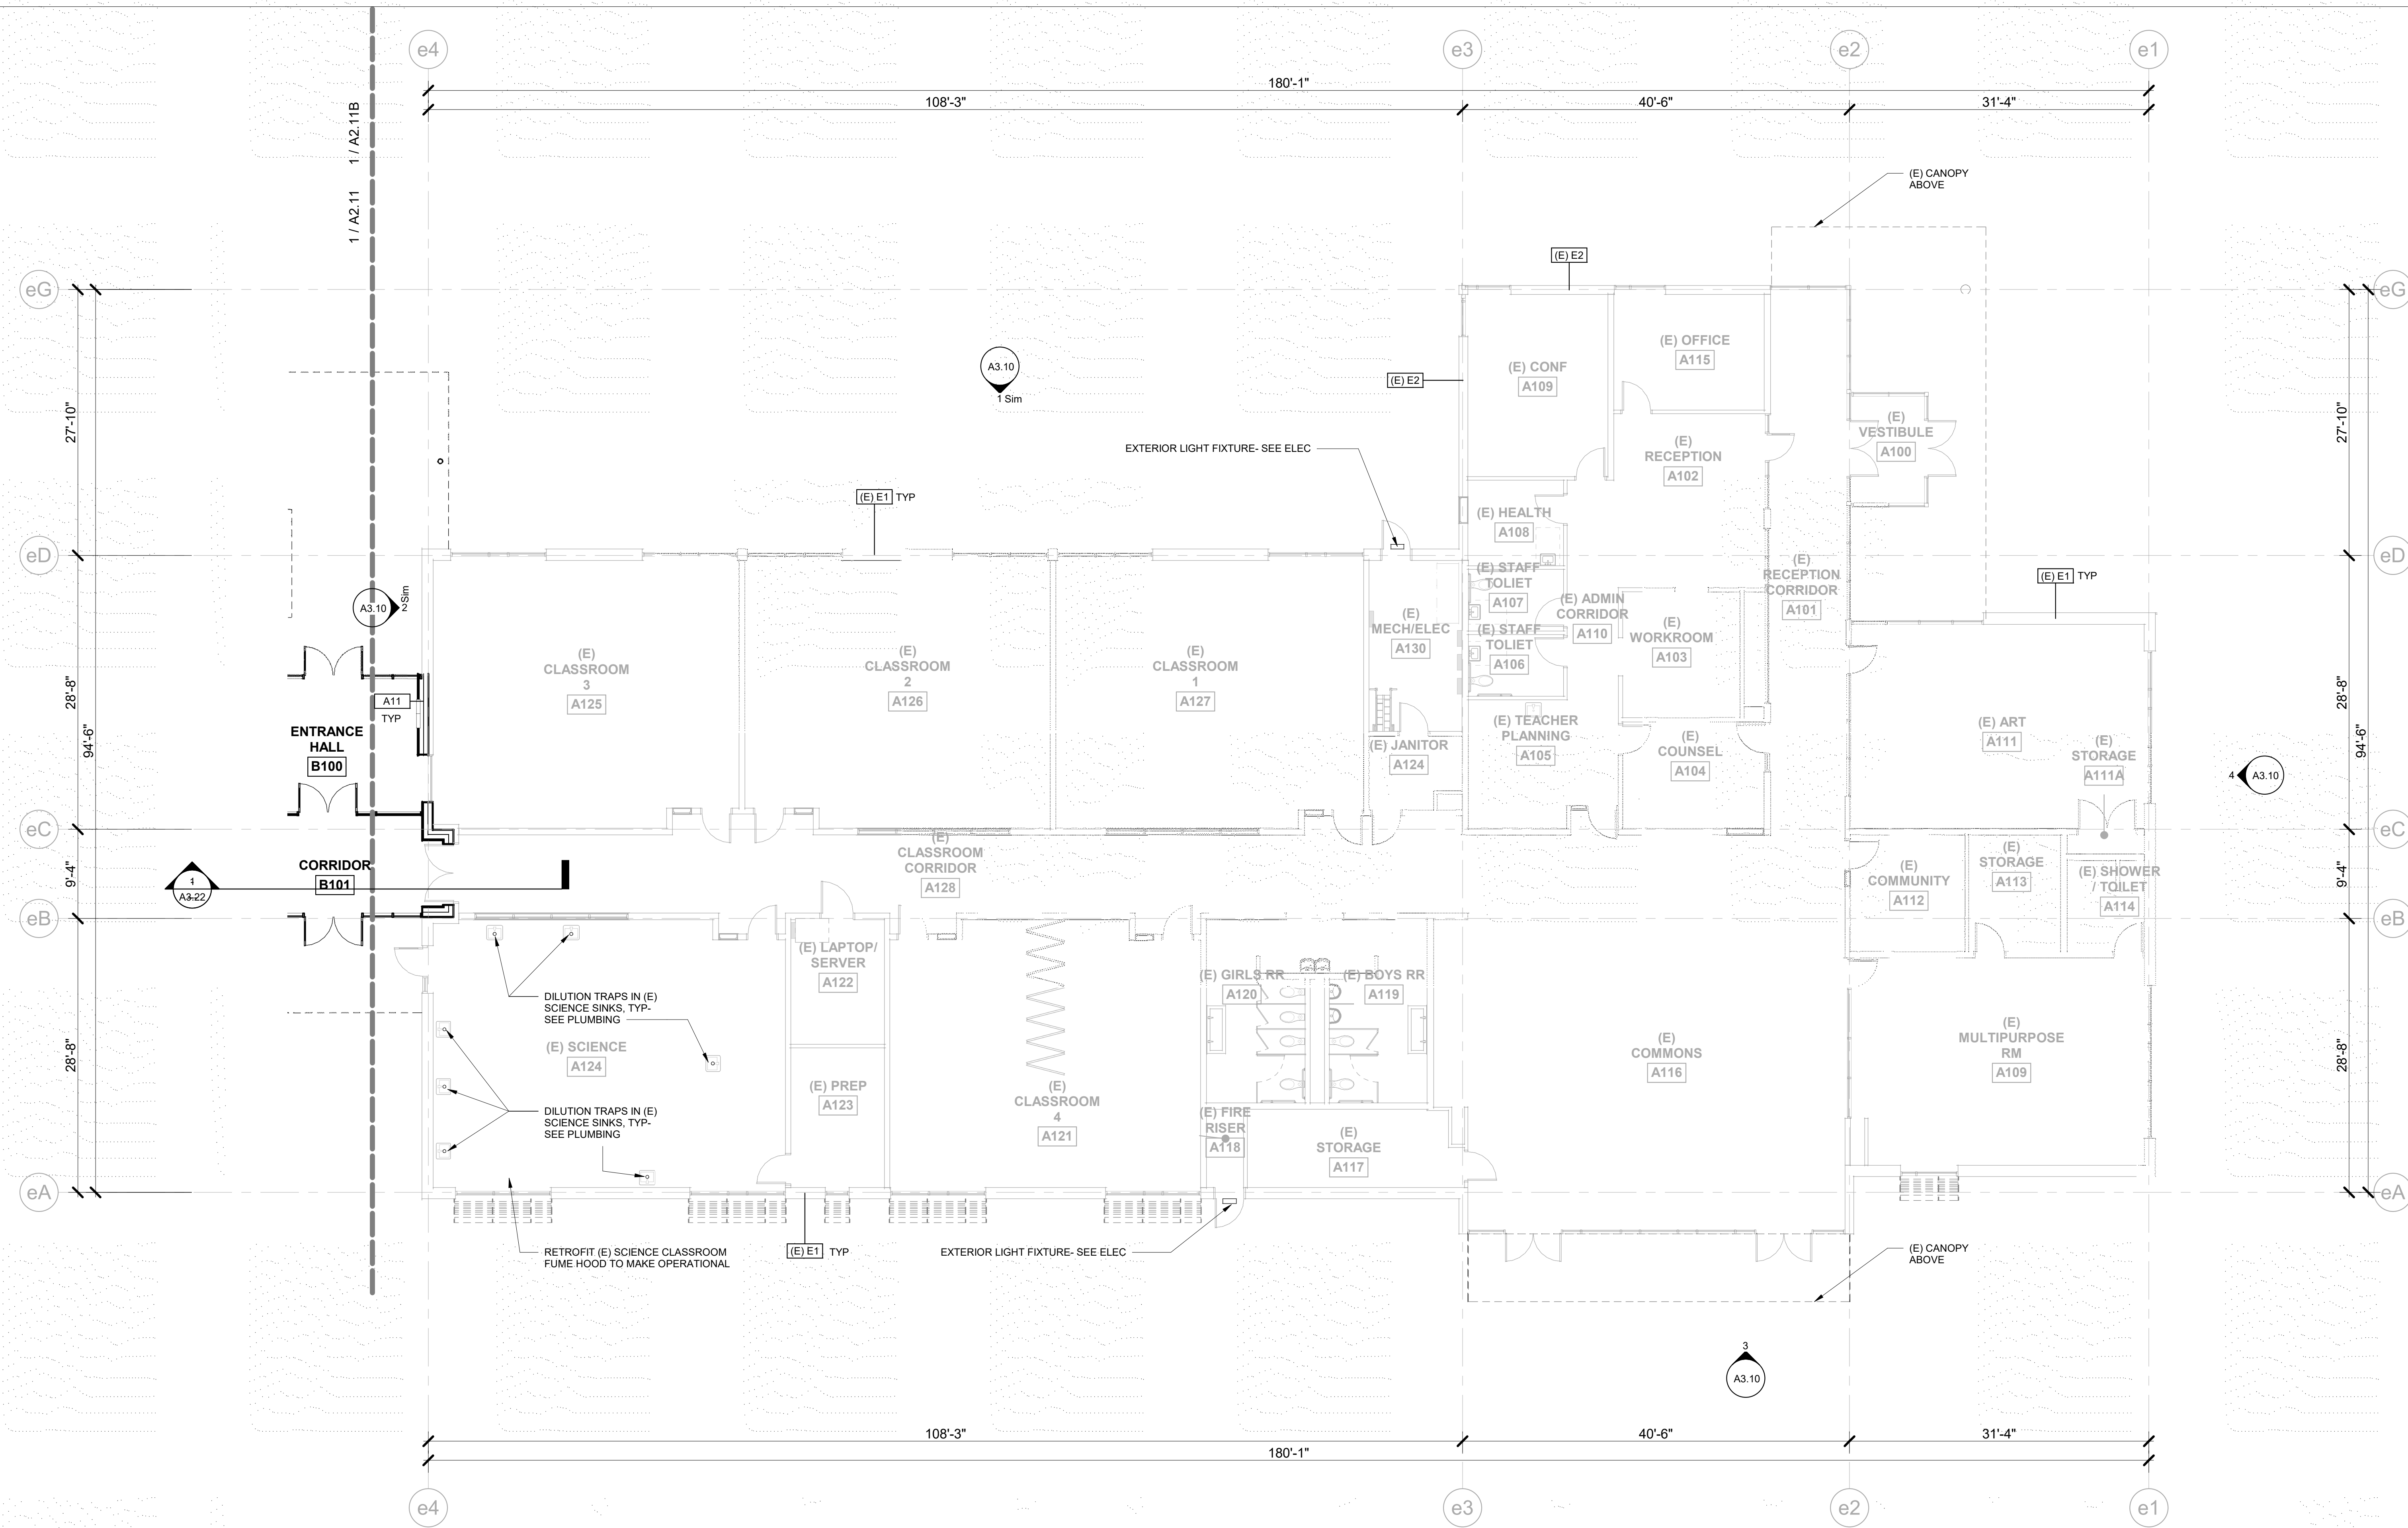 e4
e3
e2
e1
180'-1"
108'-3"
40'-6"
31'-4"
1 / A2.11B
1 / A2.11
(E) CANOPY
ABOVE
(E) E2
eG
eG
(E) CONF
A109
(E) OFFICE
A115
A3.10
1 Sim
(E) E2
27'-10"
27'-10"
(E)
VESTIBULE
A100
(E)
RECEPTION
A102
EXTERIOR LIGHT FIXTURE- SEE ELEC
(E) E1 TYP
(E) HEALTH
A108
eD
eD
(E) STAFF
TOLIET
A107
(E) ADMIN
CORRIDOR
A110
(E)
RECEPTION
CORRIDOR
A101
(E) E1 TYP
A3.10
2
Sim
(E)
MECH/ELEC
A130
(E) STAFF
TOLIET
A106
(E)
WORKROOM
A103
(E)
CLASSROOM
3
A125
(E)
CLASSROOM
2
A126
(E)
CLASSROOM
1
A127
28'-8"
94'-6"
28'-8"
94'-6"
A11
TYP
ENTRANCE
HALL
B100
(E) JANITOR
A124
(E) TEACHER
PLANNING
A105
(E)
COUNSEL
A104
(E) ART
A111
(E)
STORAGE
A111A
4
A3.10
eC
eC
CORRIDOR
B101
1
A3.22
9'-4"
9'-4"
(E)
CLASSROOM
CORRIDOR
A128
(E)
COMMUNITY
A112
(E)
STORAGE
A113
(E) SHOWER
/ TOILET
A114
eB
eB
(E) LAPTOP/
SERVER
A122
(E) GIRLS RR
A120
(E) BOYS RR
A119
DILUTION TRAPS IN (E)
SCIENCE SINKS, TYP-
SEE PLUMBING
(E) SCIENCE
A124
28'-8"
28'-8"
(E) PREP
A123
(E)
CLASSROOM
4
A121
(E)
COMMONS
A116
(E)
MULTIPURPOSE
RM
A109
DILUTION TRAPS IN (E)
SCIENCE SINKS, TYP-
SEE PLUMBING
(E) FIRE
RISER
A118
(E)
STORAGE
A117
eA
eA
RETROFIT (E) SCIENCE CLASSROOM
FUME HOOD TO MAKE OPERATIONAL
(E) E1 TYP
EXTERIOR LIGHT FIXTURE- SEE ELEC
(E) CANOPY
ABOVE
3
A3.10
108'-3"
40'-6"
31'-4"
180'-1"
e4
e3
e2
e1